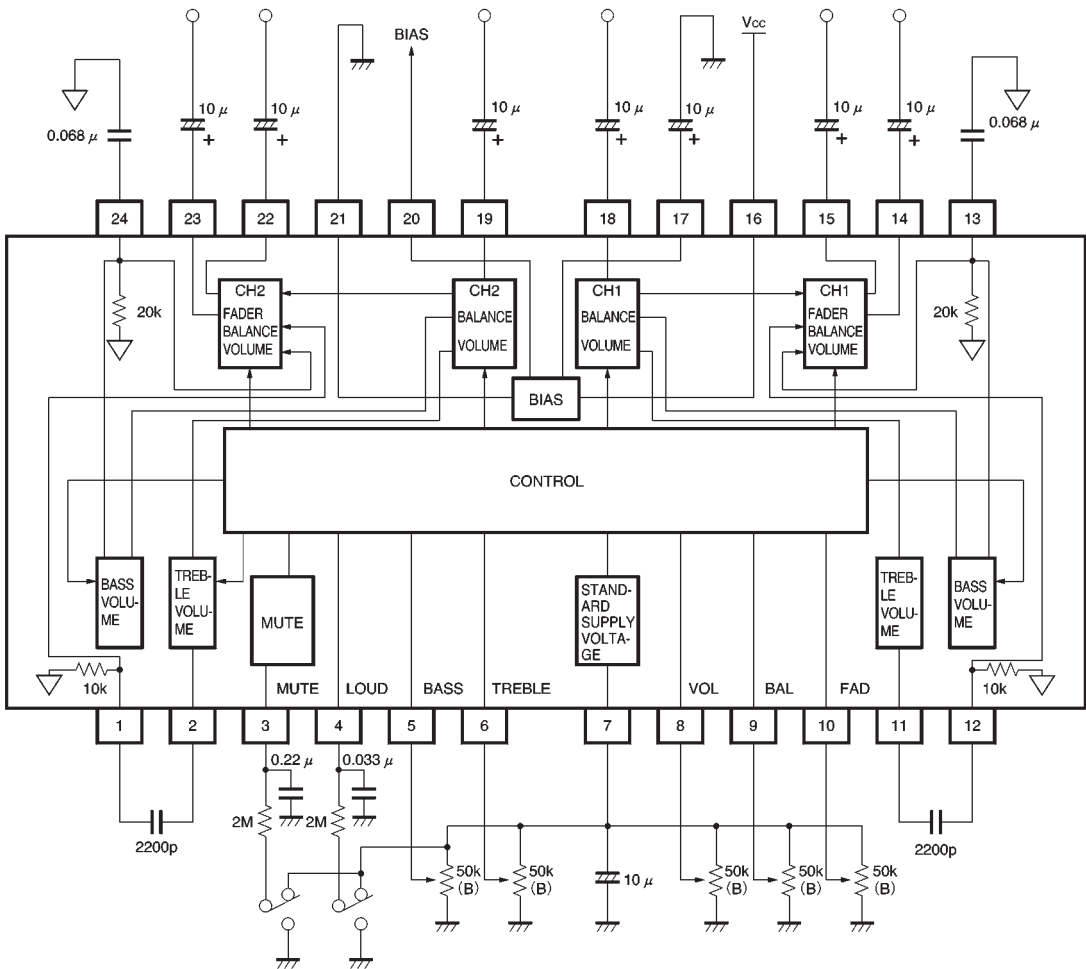 BIAS
Vcc
10 μ
10 μ
10 μ
10 μ
10 μ
10 μ
10 μ
0.068 μ
0.068 μ
24
23
22
21
20
19
18
17
16
15
14
13
CH2
FADER
BALANCE
VOLUME
CH2
BALANCE
VOLUME
CH1
BALANCE
VOLUME
CH1
FADER
BALANCE
VOLUME
20k
20k
BIAS
CONTROL
BASS
VOLU-
ME
TREB-
LE
VOLU-
ME
MUTE
STAND-
ARD
SUPPLY
VOLTA-
GE
TREB-
LE
VOLU-
ME
BASS
VOLU-
ME
10k
MUTE
LOUD
BASS
TREBLE
VOL
BAL
FAD
10k
1
2
3
4
5
6
7
8
9
10
11
12
0.22 μ
0.033 μ
2M
2M
2200p
2200p
50k
(B)
50k
(B)
10 μ
50k
(B)
50k
(B)
50k
(B)